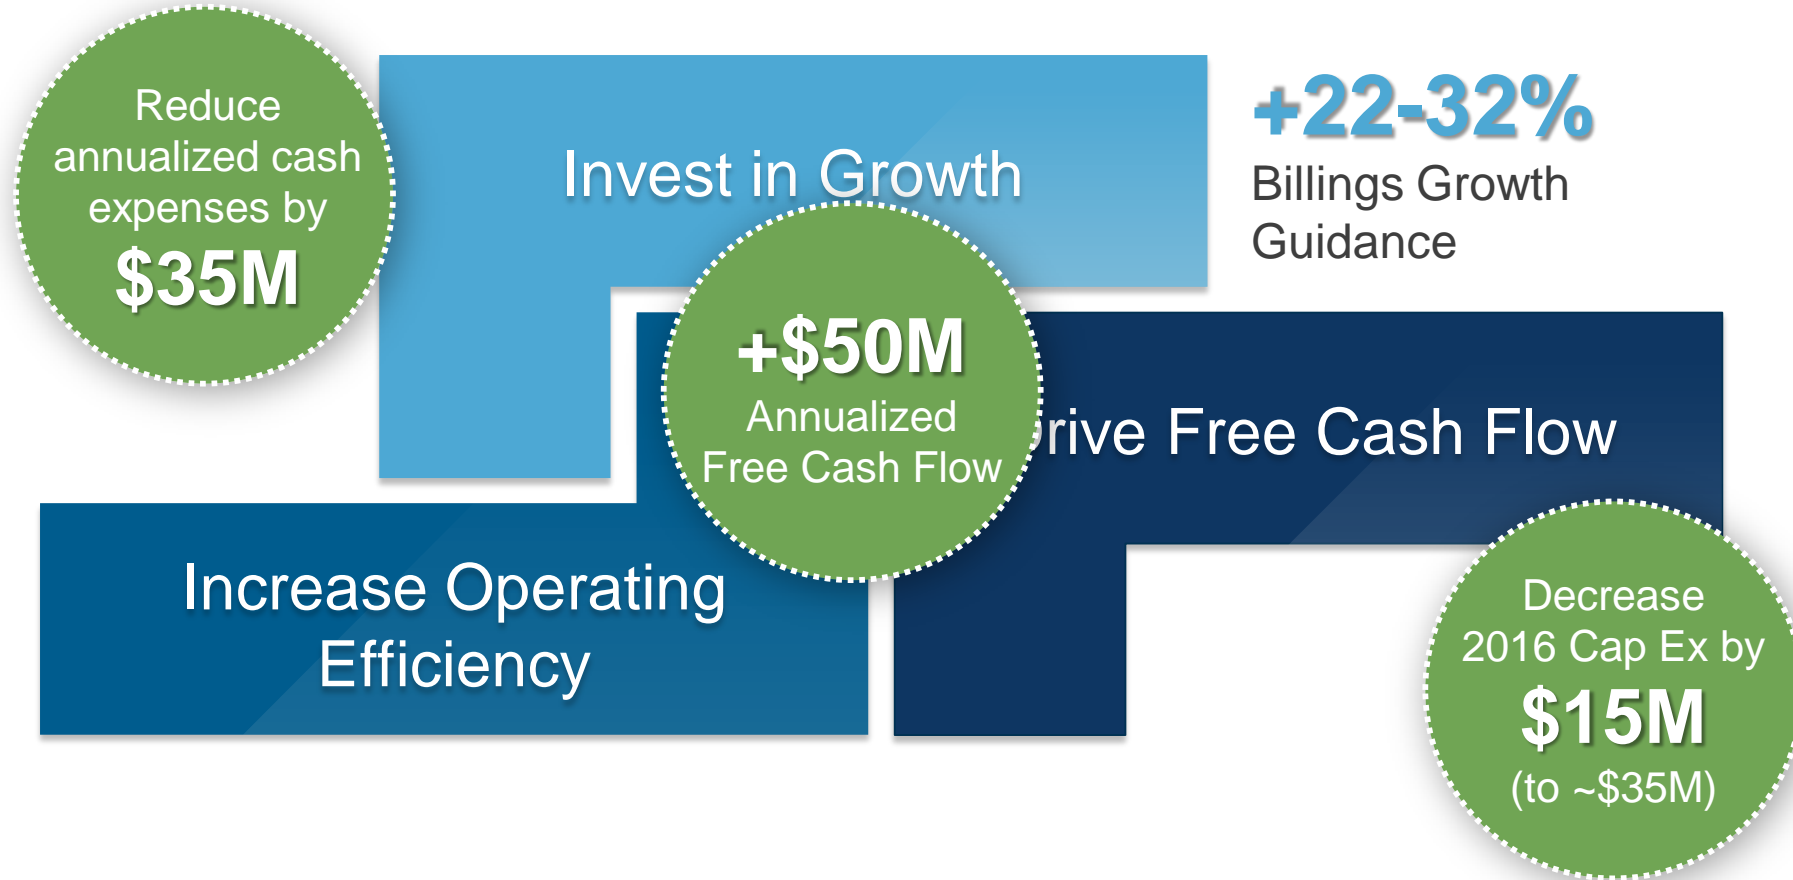 Reduce
annualized cash
expenses by
$35M
Invest in Growth
+22-32%
Billings Growth
Guidance
+$50M
Annualized
Free Cash Flow
rive Free Cash Flow
Increase Operating
Efficiency
Decrease
2016 Cap Ex by
$15M
(to ~$35M)